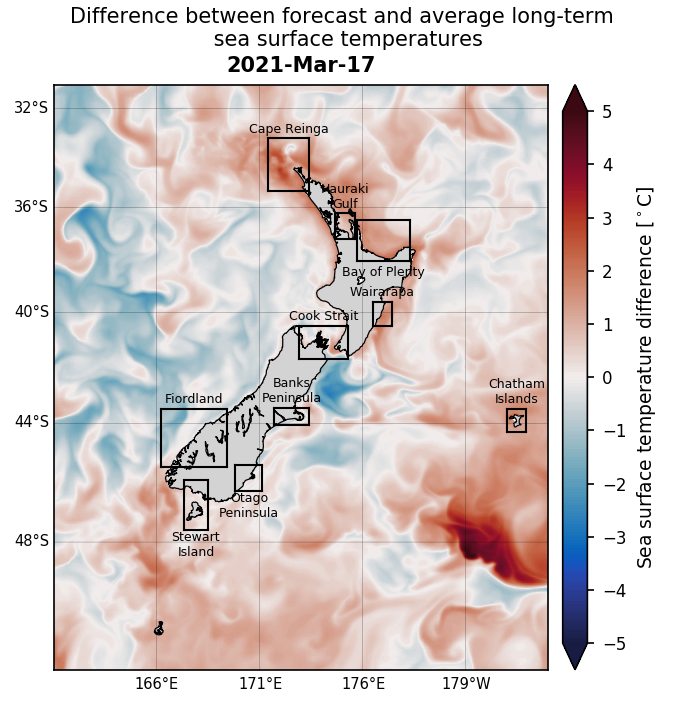 Difference between forecast and average long-term
sea surface temperatures
2021-Mar-17
32°S
36°S
40°S
44°S
48°S
Cape Reinga
Hauraki
Gulf
Bay of Plenty
Wairarapa
Cook Strait
Banks
Peninsula
Fiordland
Chatham
Islands
Otago
Peninsula
Stewart
Island
166°E
171°E
176°E
179°W
5
4
3
2
1
0
−1
−2
−3
−4
−5
Sea surface temperature difference [°C]